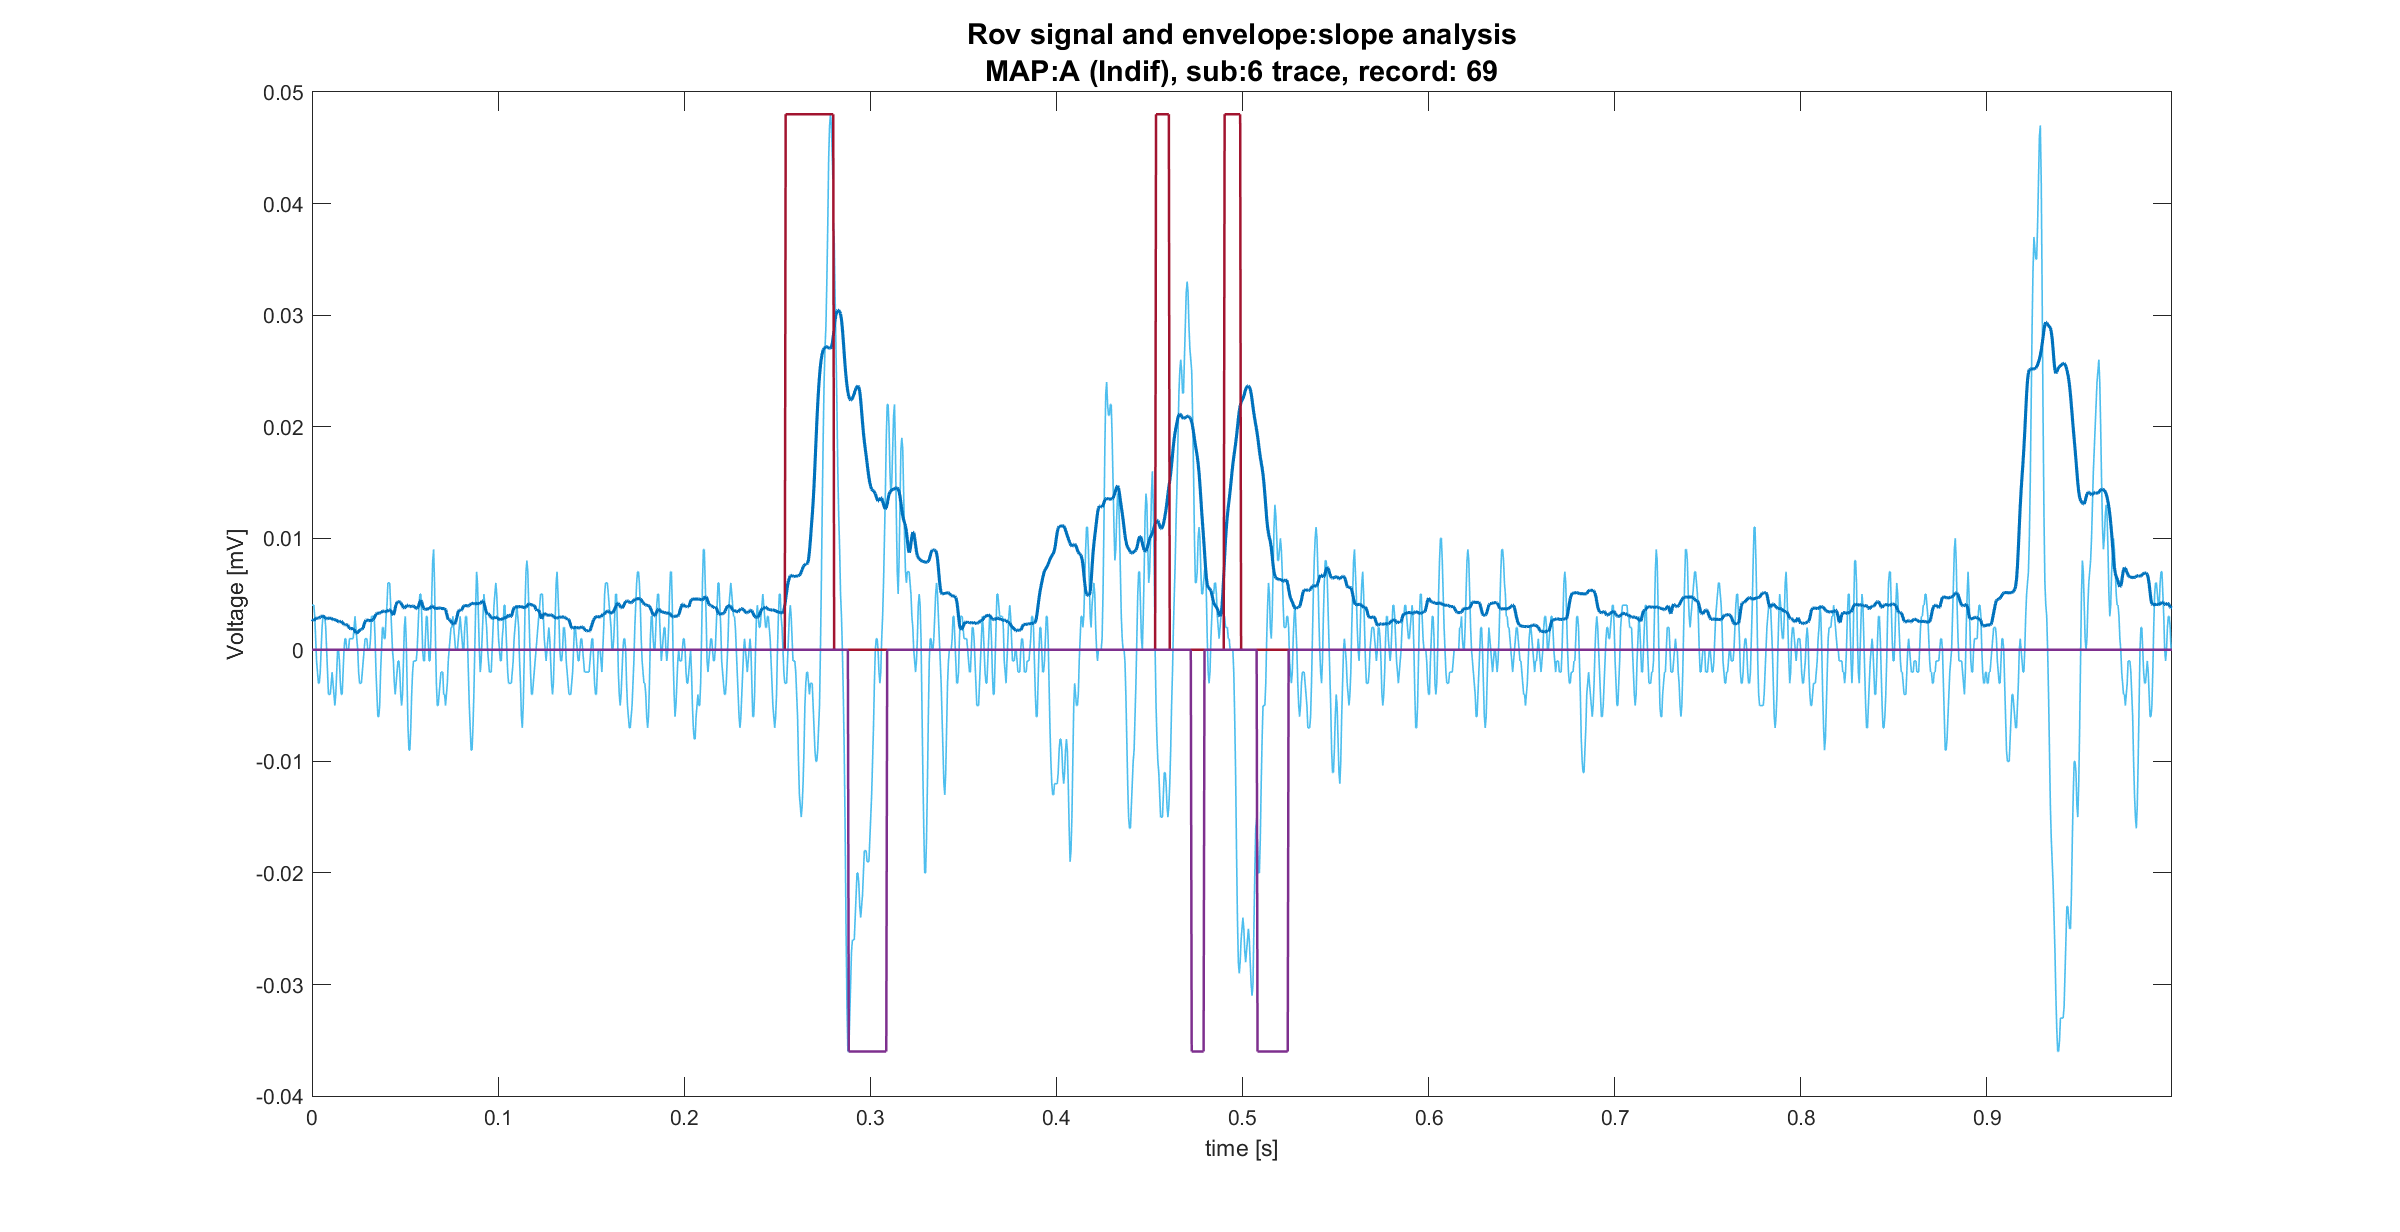 Rov signal and envelope:slope analysis
MAP:A (Indif), sub:6 trace, record: 69
0.05
0.04
0.03
0.02
0.01
0
-0.01
-0.02
-0.03
-0.04
Voltage [mV]
0 0.1 0.2 0.3 0.4 0.5 0.6 0.7 0.8 0.9
time [s]